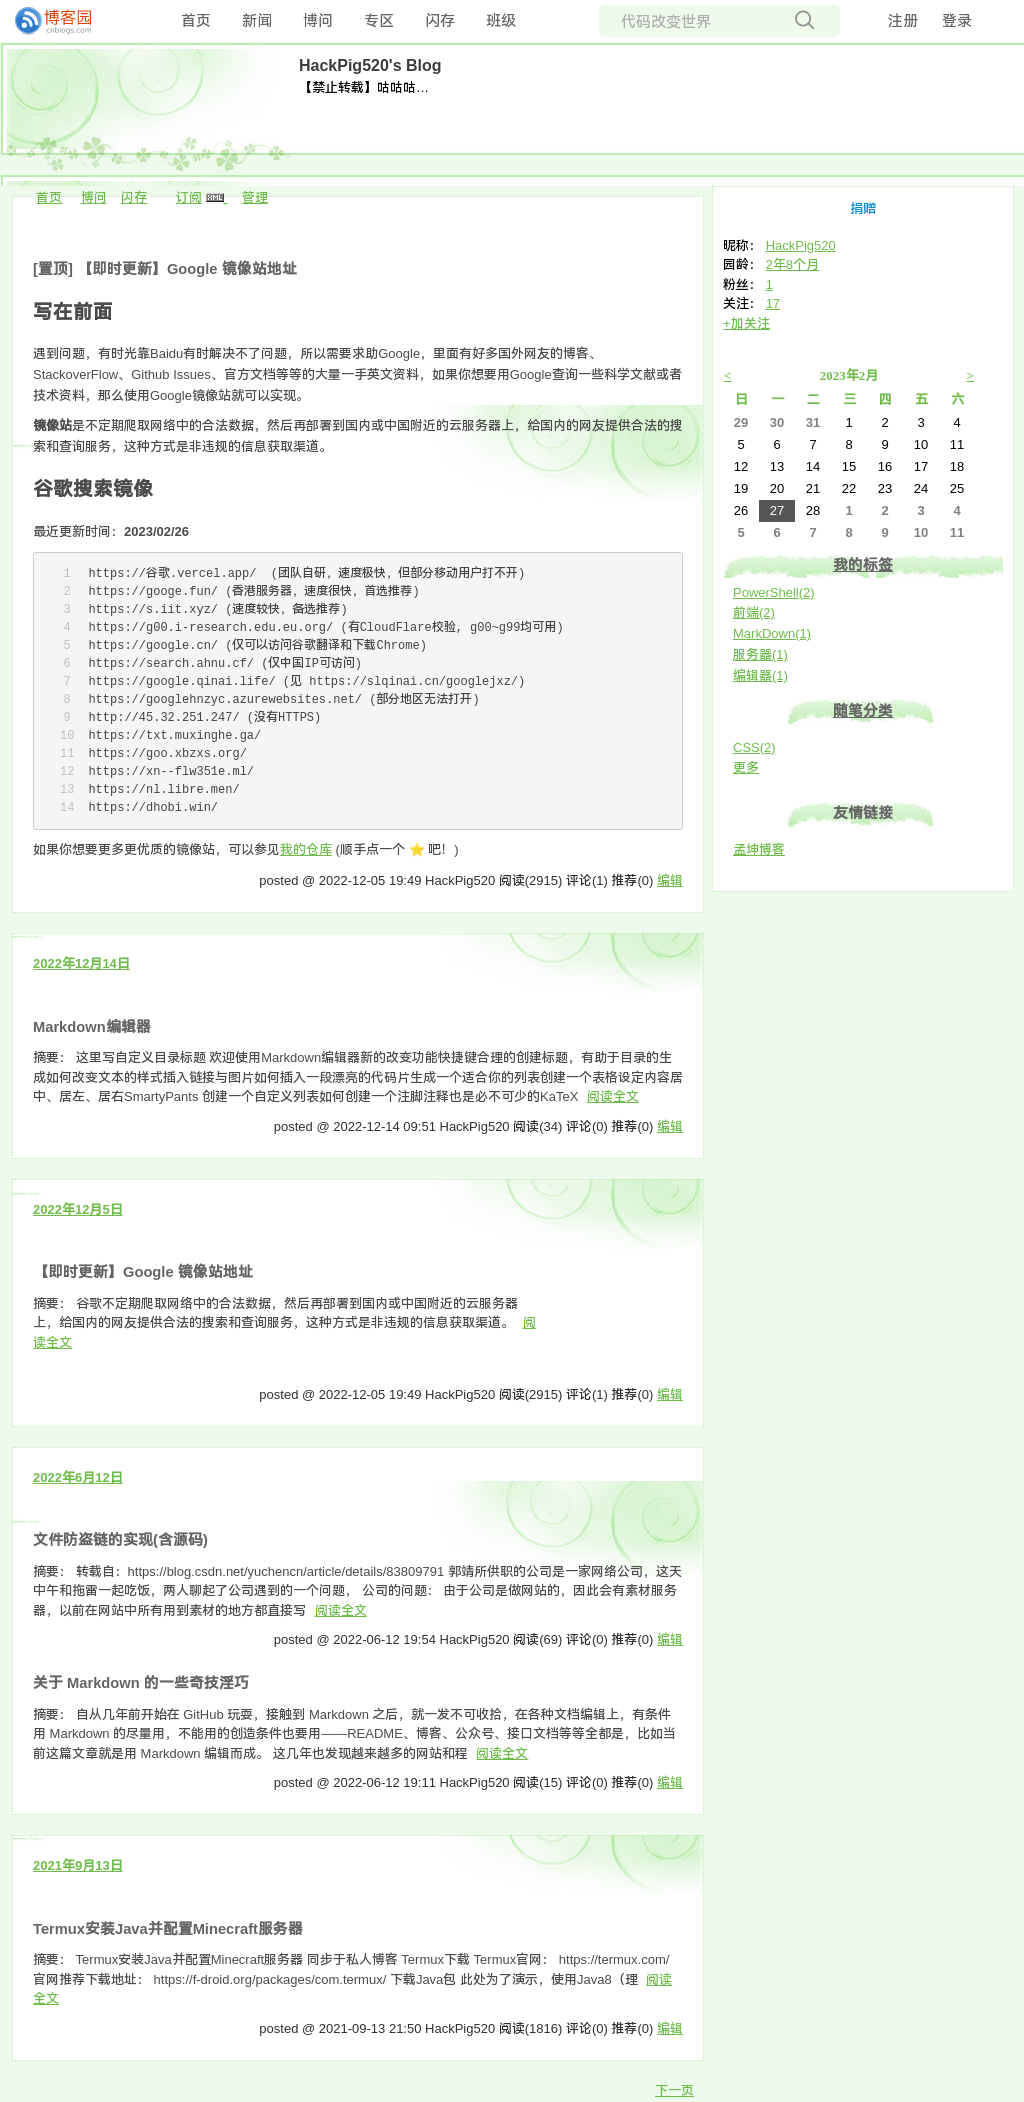 博客园
cnblogs.com
首页 新闻 博问 专区 闪存 班级
代码改变世界
注册 登录
HackPig520's Blog
【禁止转载】咕咕咕…
首页 博问 闪存 订阅 XML 管理
[置顶] 【即时更新】Google 镜像站地址
写在前面
遇到问题，有时光靠Baidu有时解决不了问题，所以需要求助Google，里面有好多国外网友的博客、
StackoverFlow、Github Issues、官方文档等等的大量一手英文资料，如果你想要用Google查询一些科学文献或者
技术资料，那么使用Google镜像站就可以实现。
镜像站是不定期爬取网络中的合法数据，然后再部署到国内或中国附近的云服务器上，给国内的网友提供合法的搜
索和查询服务，这种方式是非违规的信息获取渠道。
谷歌搜索镜像
最近更新时间：2023/02/26
1 https://谷歌.vercel.app/ (团队自研，速度极快，但部分移动用户打不开)
2 https://googe.fun/ (香港服务器，速度很快，首选推荐)
3 https://s.iit.xyz/ (速度较快，备选推荐)
4 https://g00.i-research.edu.eu.org/ (有CloudFlare校验, g00~g99均可用)
5 https://google.cn/ (仅可以访问谷歌翻译和下载Chrome)
6 https://search.ahnu.cf/ (仅中国IP可访问)
7 https://google.qinai.life/ (见 https://slqinai.cn/googlejxz/)
8 https://googlehnzyc.azurewebsites.net/ (部分地区无法打开)
9 http://45.32.251.247/ (没有HTTPS)
10 https://txt.muxinghe.ga/
11 https://goo.xbzxs.org/
12 https://xn--flw351e.ml/
13 https://nl.libre.men/
14 https://dhobi.win/
如果你想要更多更优质的镜像站，可以参见我的仓库 (顺手点一个 ⭐ 吧！)
posted @ 2022-12-05 19:49 HackPig520 阅读(2915) 评论(1) 推荐(0) 编辑
2022年12月14日
Markdown编辑器
摘要： 这里写自定义目录标题 欢迎使用Markdown编辑器新的改变功能快捷键合理的创建标题，有助于目录的生
成如何改变文本的样式插入链接与图片如何插入一段漂亮的代码片生成一个适合你的列表创建一个表格设定内容居
中、居左、居右SmartyPants 创建一个自定义列表如何创建一个注脚注释也是必不可少的KaTeX 阅读全文
posted @ 2022-12-14 09:51 HackPig520 阅读(34) 评论(0) 推荐(0) 编辑
2022年12月5日
【即时更新】Google 镜像站地址
摘要： 谷歌不定期爬取网络中的合法数据，然后再部署到国内或中国附近的云服务器
上，给国内的网友提供合法的搜索和查询服务，这种方式是非违规的信息获取渠道。 阅
读全文
posted @ 2022-12-05 19:49 HackPig520 阅读(2915) 评论(1) 推荐(0) 编辑
2022年6月12日
文件防盗链的实现(含源码)
摘要： 转载自：https://blog.csdn.net/yuchencn/article/details/83809791 郭靖所供职的公司是一家网络公司，这天
中午和拖雷一起吃饭，两人聊起了公司遇到的一个问题， 公司的问题： 由于公司是做网站的，因此会有素材服务
器，以前在网站中所有用到素材的地方都直接写 阅读全文
posted @ 2022-06-12 19:54 HackPig520 阅读(69) 评论(0) 推荐(0) 编辑
关于 Markdown 的一些奇技淫巧
摘要： 自从几年前开始在 GitHub 玩耍，接触到 Markdown 之后，就一发不可收拾，在各种文档编辑上，有条件
用 Markdown 的尽量用，不能用的创造条件也要用——README、博客、公众号、接口文档等等全都是，比如当
前这篇文章就是用 Markdown 编辑而成。 这几年也发现越来越多的网站和程 阅读全文
posted @ 2022-06-12 19:11 HackPig520 阅读(15) 评论(0) 推荐(0) 编辑
2021年9月13日
Termux安装Java并配置Minecraft服务器
摘要： Termux安装Java并配置Minecraft服务器 同步于私人博客 Termux下载 Termux官网： https://termux.com/
官网推荐下载地址： https://f-droid.org/packages/com.termux/ 下载Java包 此处为了演示，使用Java8（理 阅读
全文
posted @ 2021-09-13 21:50 HackPig520 阅读(1816) 评论(0) 推荐(0) 编辑
下一页
捐赠
昵称： HackPig520
园龄： 2年8个月
粉丝： 1
关注： 17
+加关注
< 2023年2月 >
日 一 二 三 四 五 六
29 30 31 1 2 3 4
5 6 7 8 9 10 11
12 13 14 15 16 17 18
19 20 21 22 23 24 25
26 27 28 1 2 3 4
5 6 7 8 9 10 11
我的标签
PowerShell(2)
前端(2)
MarkDown(1)
服务器(1)
编辑器(1)
随笔分类
CSS(2)
更多
友情链接
孟坤博客